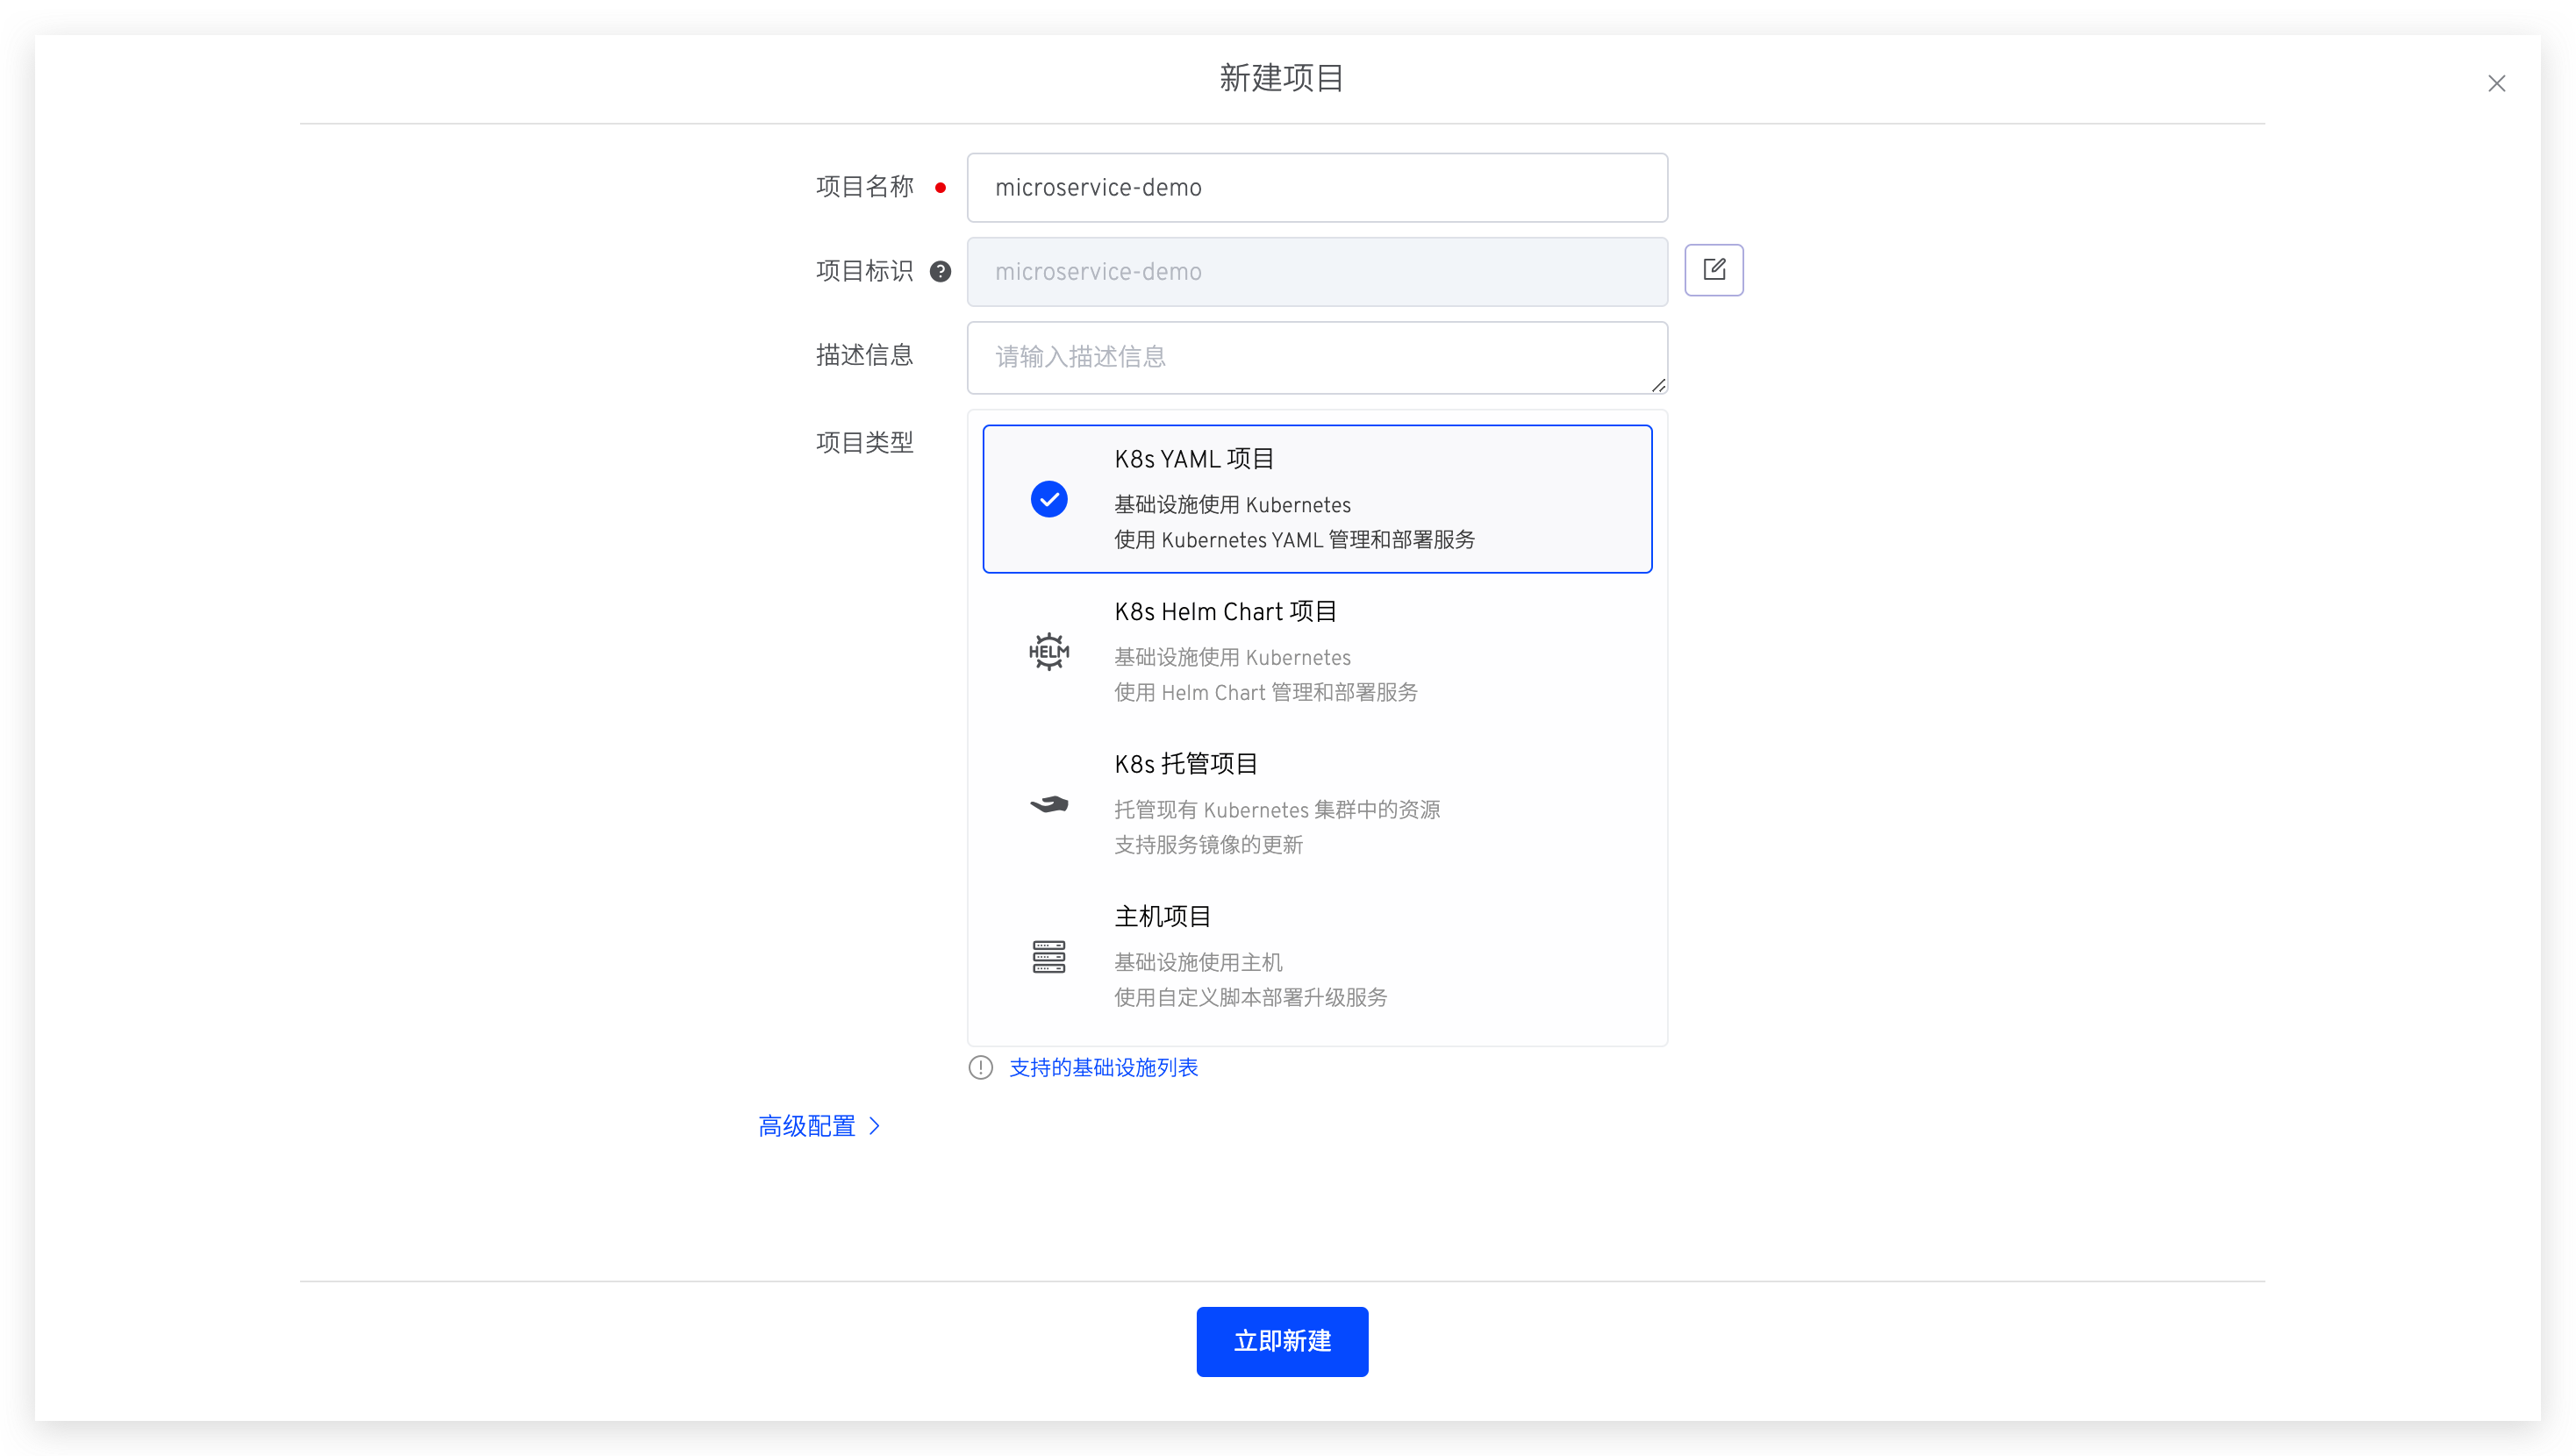 新建项目
项目名称 microservice-demo
项目标识 ? microservice-demo
描述信息 请输入描述信息
项目类型
K8s YAML 项目
基础设施使用 Kubernetes
使用 Kubernetes YAML 管理和部署服务
K8s Helm Chart 项目
HELM
基础设施使用 Kubernetes
使用 Helm Chart 管理和部署服务
K8s 托管项目
托管现有 Kubernetes 集群中的资源
支持服务镜像的更新
主机项目
基础设施使用主机
使用自定义脚本部署升级服务
! 支持的基础设施列表
高级配置 >
立即新建